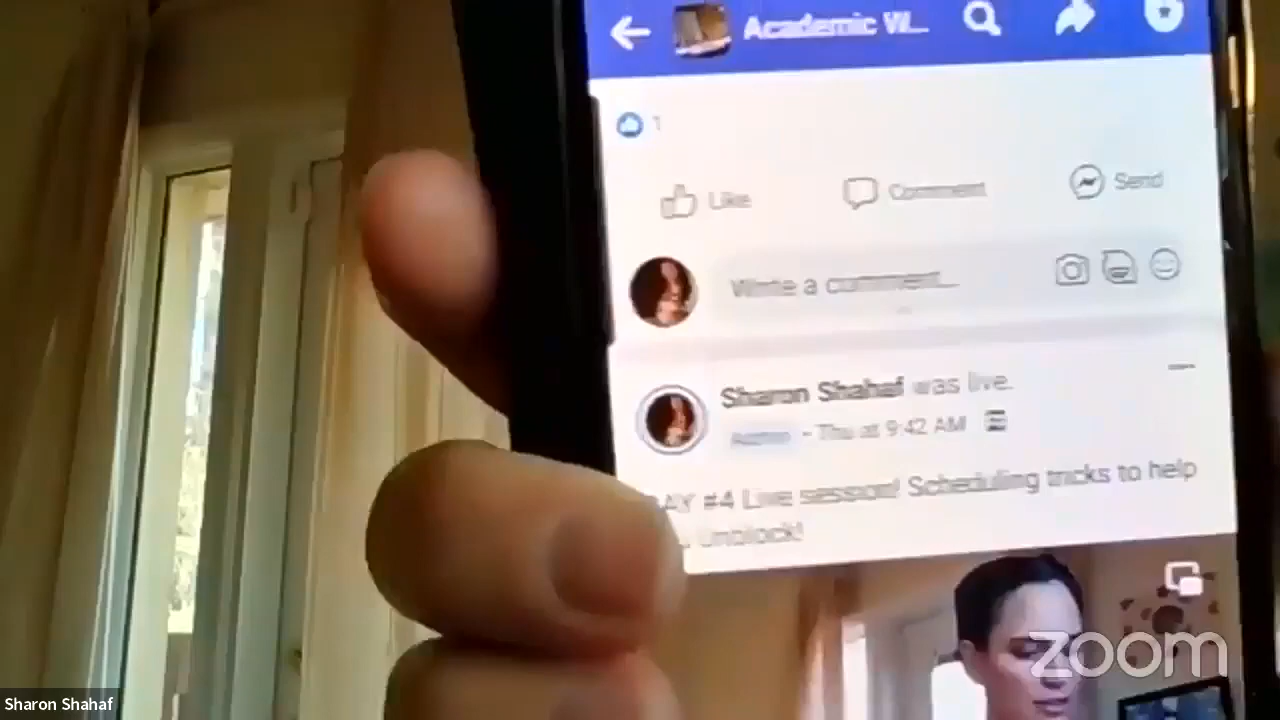 Academic W...
1
Like
Comment
Send
Write a comment...
Sharon Shahaf was live.
Admin · Thu at 9:42 AM
AY #4 Live session! Scheduling tricks to help
Unblock!
zoom
Sharon Shahaf